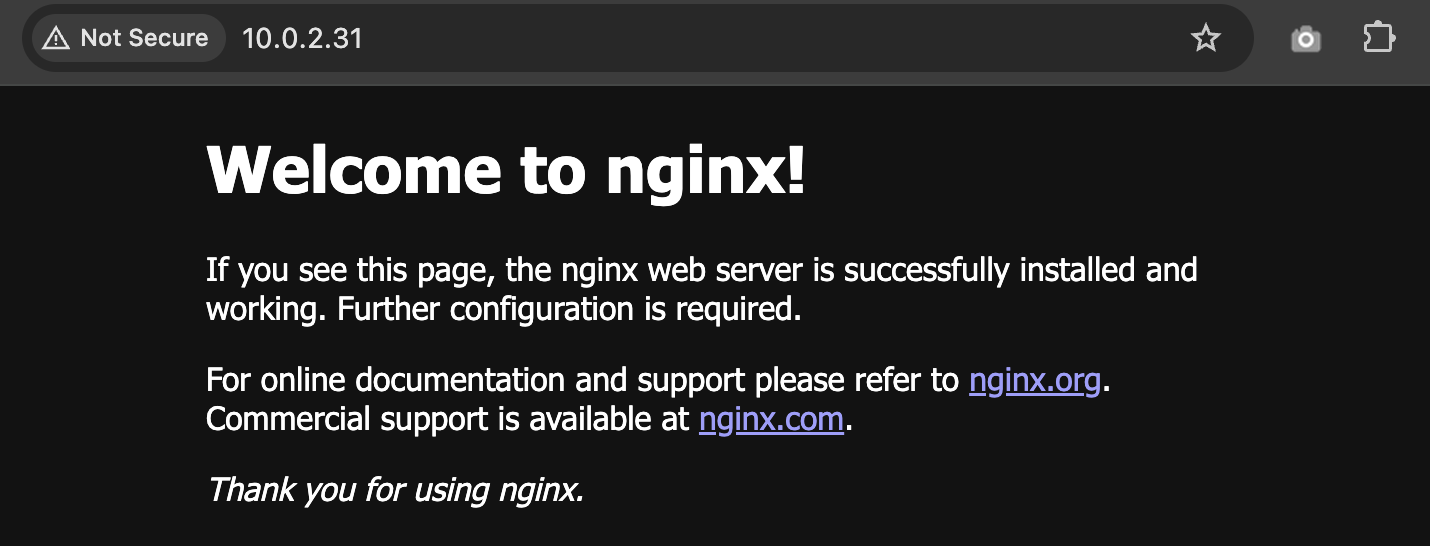 Not Secure 10.0.2.31
Welcome to nginx!
If you see this page, the nginx web server is successfully installed and
working. Further configuration is required.
For online documentation and support please refer to nginx.org.
Commercial support is available at nginx.com.
Thank you for using nginx.